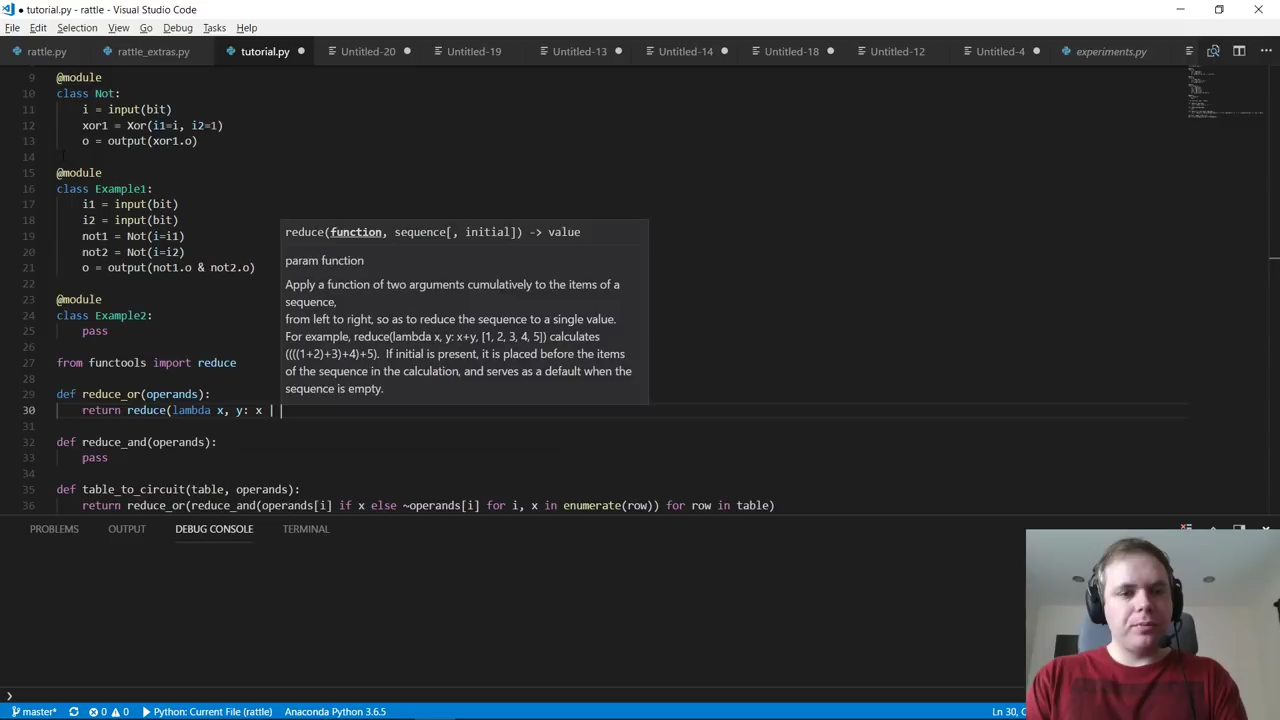 tutorial.py - rattle - Visual Studio Code
File Edit Selection View Go Debug Tasks Help
rattle.py rattle_extras.py tutorial.py Untitled-20 Untitled-19 Untitled-13 Untitled-14 Untitled-18 Untitled-12 Untitled-4 experiments.py
9 @module
10 class Not:
11 i = input(bit)
12 xor1 = Xor(i1=i, i2=1)
13 o = output(xor1.o)
14
15 @module
16 class Example1:
17 i1 = input(bit)
18 i2 = input(bit)
19 not1 = Not(i=i1)
20 not2 = Not(i=i2)
21 o = output(not1.o & not2.o)
22
23 @module
24 class Example2:
25 pass
26
27 from functools import reduce
28
29 def reduce_or(operands):
30 return reduce(lambda x, y: x |
31
32 def reduce_and(operands):
33 pass
34
35 def table_to_circuit(table, operands):
36 return reduce_or(reduce_and(operands[i] if x else ~operands[i] for i, x in enumerate(row)) for row in table)
reduce(function, sequence[, initial]) -> value
param function
Apply a function of two arguments cumulatively to the items of a
sequence,
from left to right, so as to reduce the sequence to a single value.
For example, reduce(lambda x, y: x+y, [1, 2, 3, 4, 5]) calculates
((((1+2)+3)+4)+5). If initial is present, it is placed before the items
of the sequence in the calculation, and serves as a default when the
sequence is empty.
PROBLEMS OUTPUT DEBUG CONSOLE TERMINAL
master* 0 0 Python: Current File (rattle) Anaconda Python 3.6.5 Ln 30,